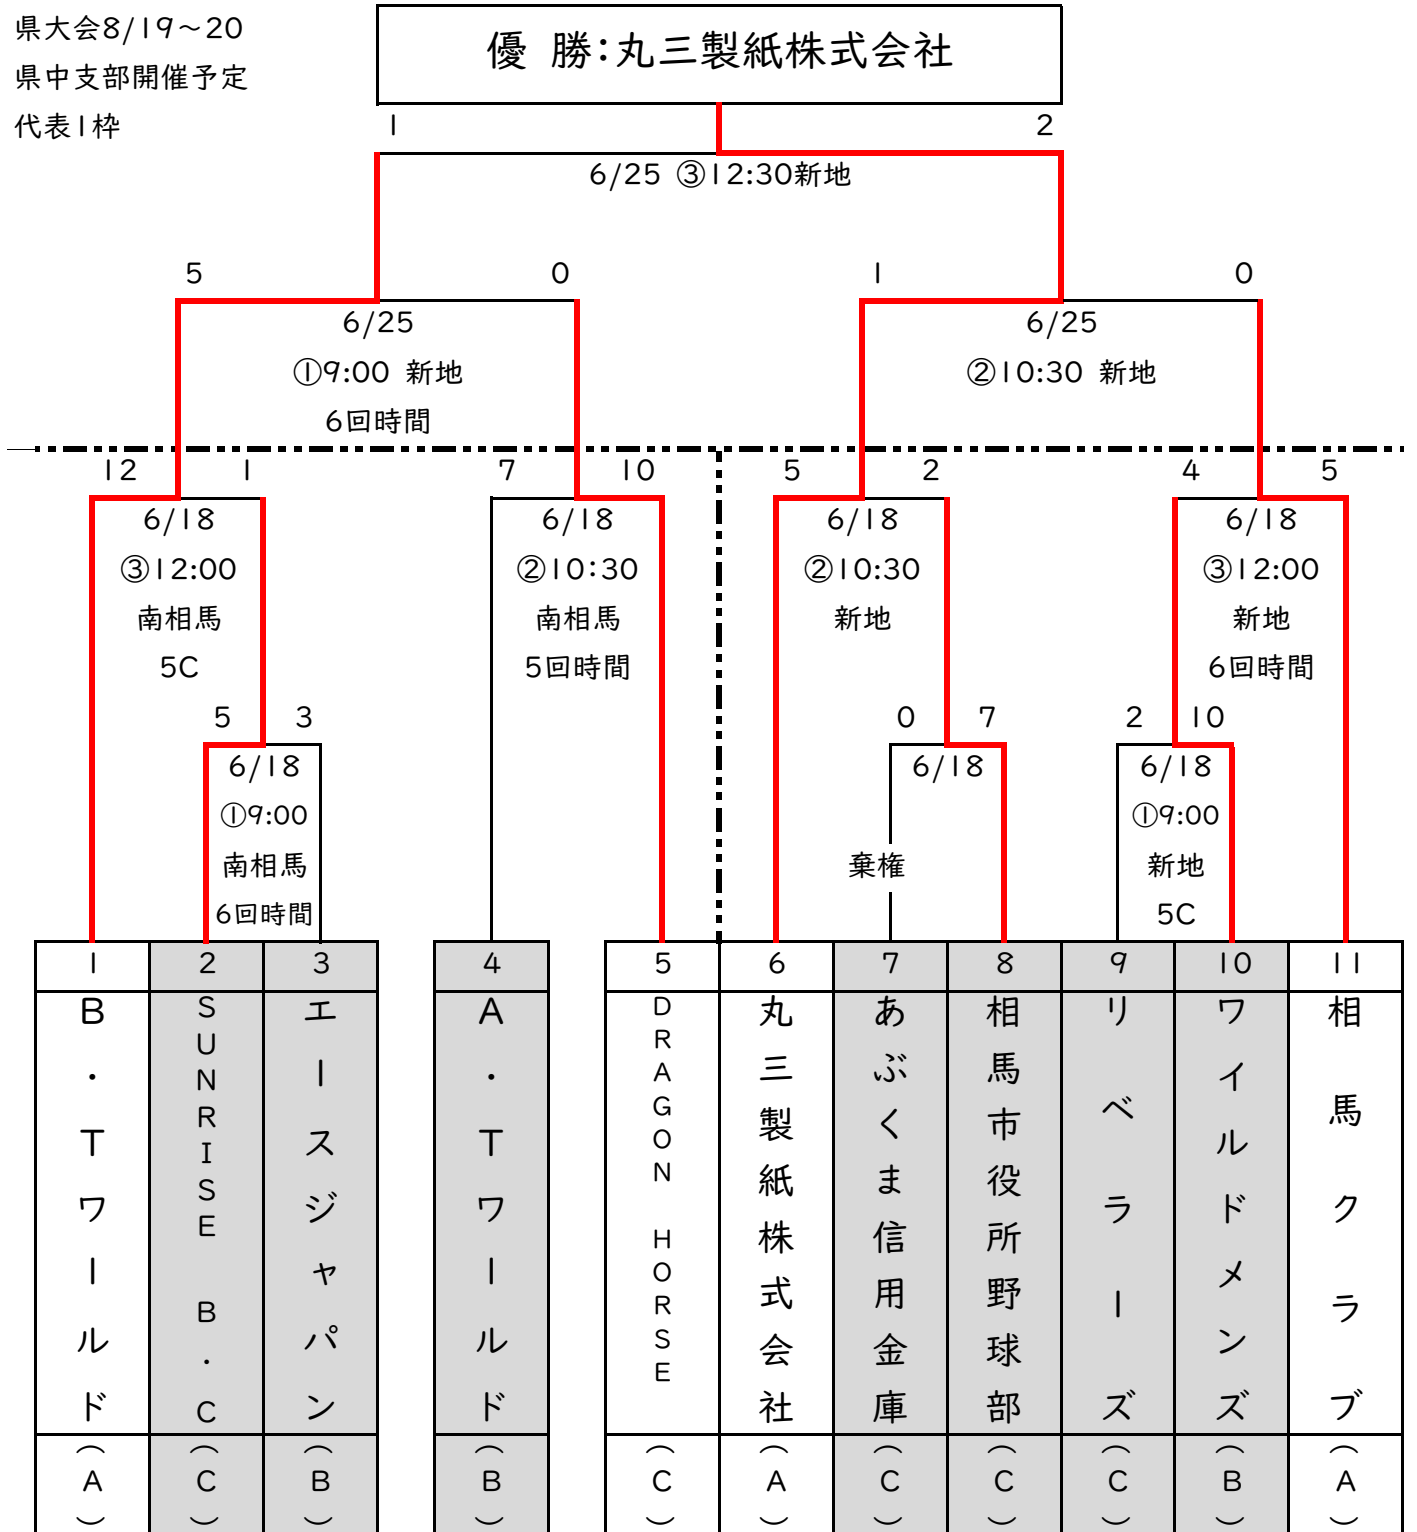 県大会8/19～20
県中支部開催予定
代表1枠
優 勝:丸三製紙株式会社
1 2
6/25 ③12:30新地
5 0 1 0
6/25 6/25
①9:00 新地 ②10:30 新地
6回時間
12 1 7 10 5 2 4 5
6/18 6/18 6/18 6/18
③12:00 ②10:30 ②10:30 ③12:00
南相馬 南相馬 新地 新地
5C 5回時間 6回時間
5 3 0 7 2 10
6/18 6/18 6/18
①9:00 ①9:00
南相馬 棄権 新地
6回時間 5C
1 2 3 4 5 6 7 8 9 10 11
B・Tワールド
SUNRISE B.C
エースジャパン
A・Tワールド
DRAGON HORSE
丸三製紙株式会社
あぶくま信用金庫
相馬市役所野球部
リベラーズ
ワイルドメンズ
相馬クラブ
(A) (C) (B) (B) (C) (A) (C) (C) (C) (B) (A)